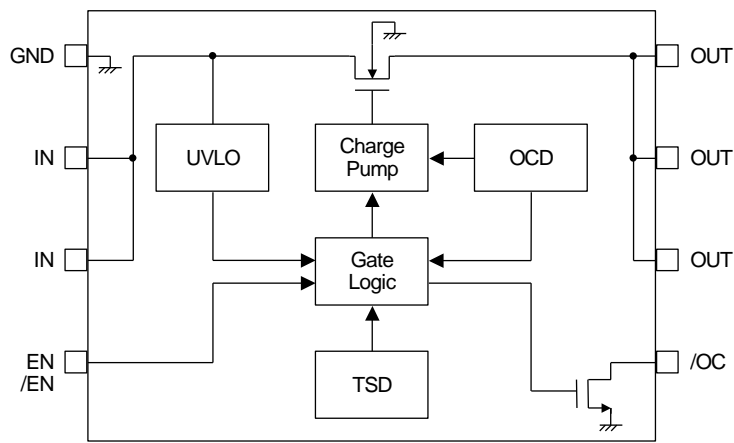 GND
OUT
IN
UVLO
Charge
Pump
OCD
OUT
IN
Gate
Logic
OUT
EN
/EN
TSD
/OC